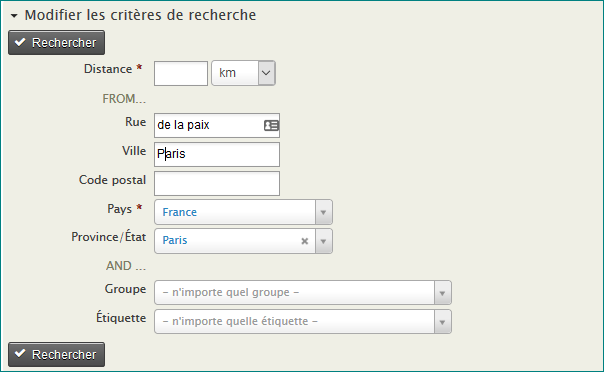 Modifier les critères de recherche
Rechercher
Distance * km
FROM...
Rue de la paix
Ville Paris
Code postal
Pays * France
Province/État Paris
AND ...
Groupe - n'importe quel groupe -
Étiquette - n'importe quelle étiquette -
Rechercher